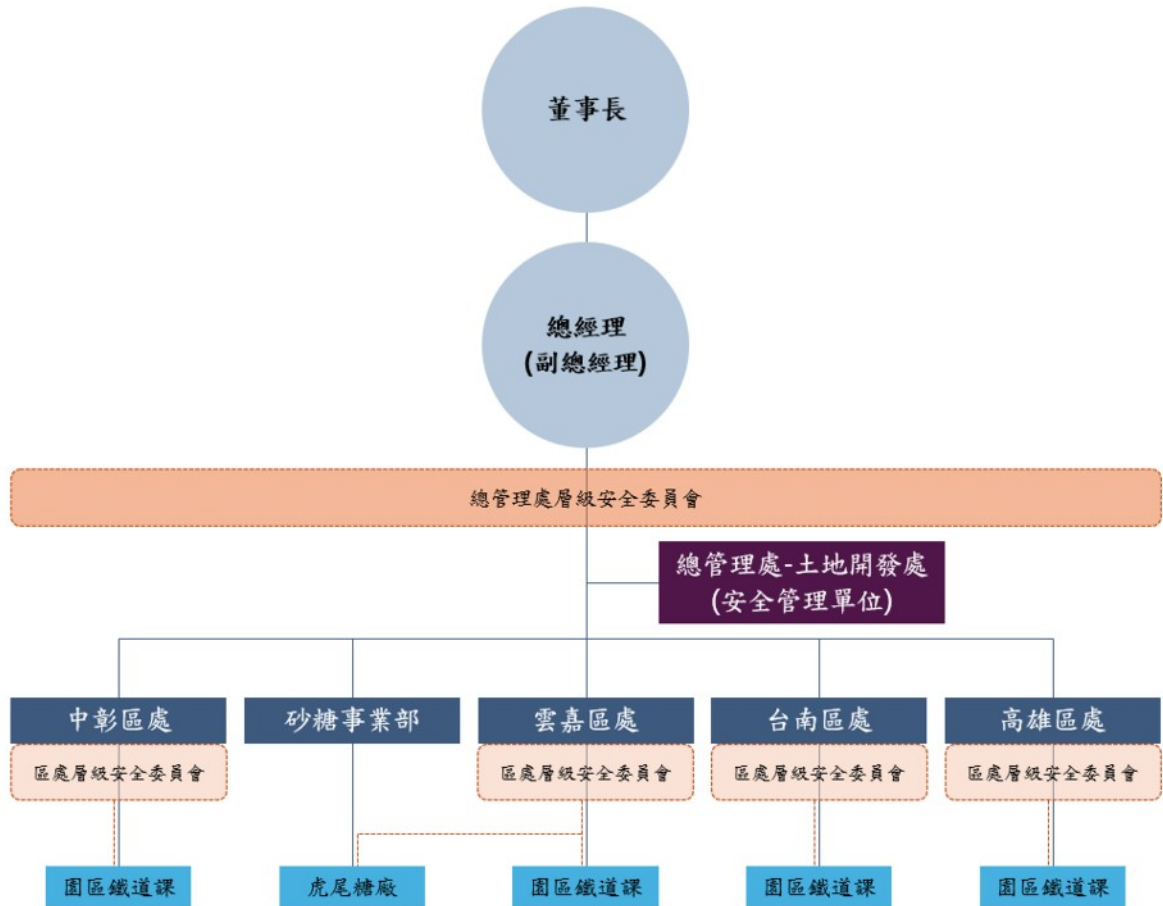 董事長
總經理
(副總經理)
總管理處層級安全委員會
總管理處-土地開發處
(安全管理單位)
中彰區處
砂糖事業部
雲嘉區處
台南區處
高雄區處
區處層級安全委員會
區處層級安全委員會
區處層級安全委員會
區處層級安全委員會
園區鐵道課
虎尾糖廠
園區鐵道課
園區鐵道課
園區鐵道課